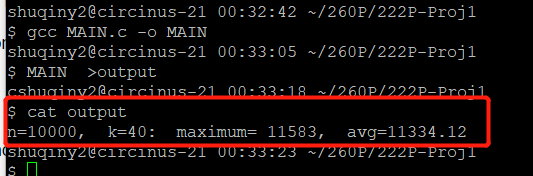 shuqiny2@circinus-21 00:32:42 ~/260P/222P-Proj1
$ gcc MAIN.c -o MAIN
shuqiny2@circinus-21 00:33:05 ~/260P/222P-Proj1
$ MAIN  >output
cshuqiny2@circinus-21 00:33:18 ~/260P/222P-Proj1
$ cat output
n=10000,  k=40:  maximum= 11583,  avg=11334.12
shuqiny2@circinus-21 00:33:23 ~/260P/222P-Proj1
$